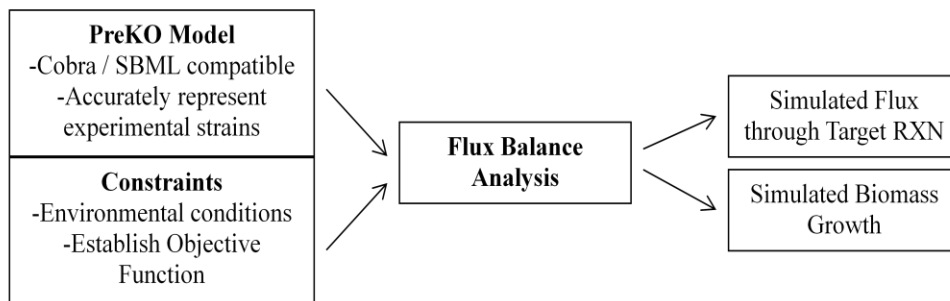 PreKO Model
-Cobra / SBML compatible
-Accurately represent
experimental strains
Constraints
-Environmental conditions
-Establish Objective
Function
Flux Balance
Analysis
Simulated Flux
through Target RXN
Simulated Biomass
Growth